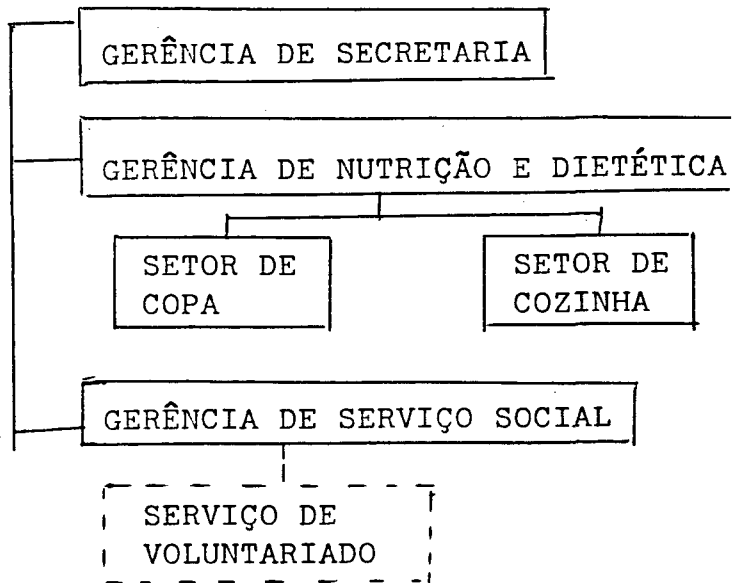 GERÊNCIA DE SECRETARIA
GERÊNCIA DE NUTRIÇÃO E DIETÉTICA
SETOR DE
COPA
SETOR DE
COZINHA
GERÊNCIA DE SERVIÇO SOCIAL
SERVIÇO DE
VOLUNTARIADO